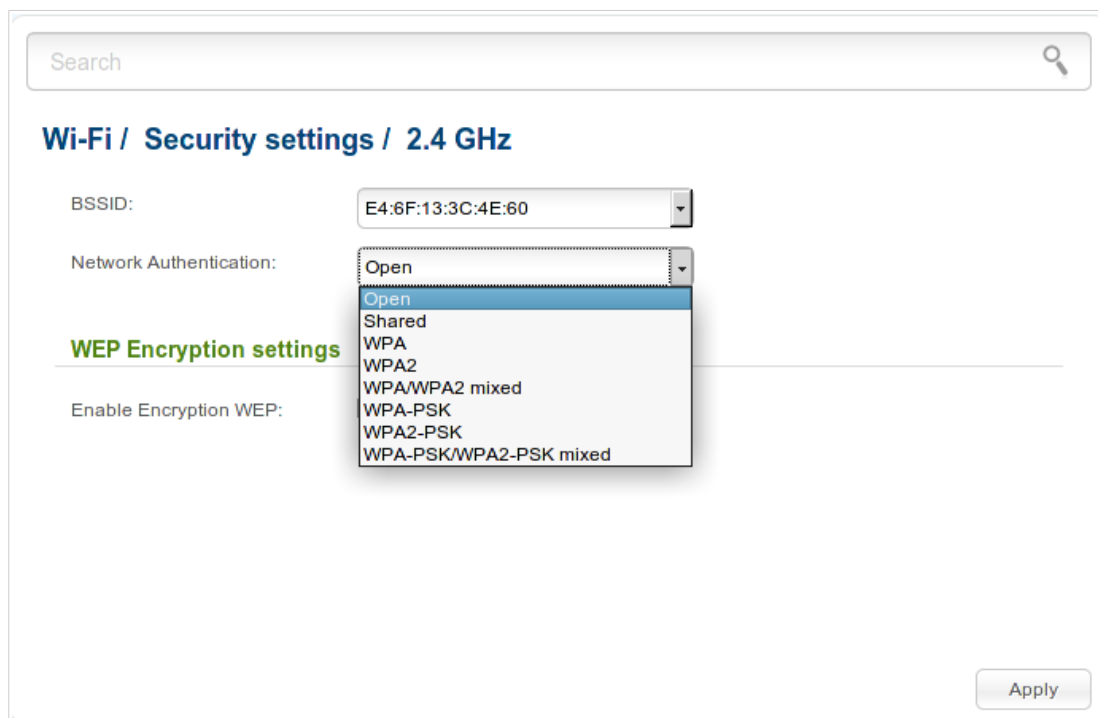 Search
Wi-Fi / Security settings / 2.4 GHz
BSSID:
E4:6F:13:3C:4E:60
Network Authentication:
Open
Open
Shared
WPA
WPA2
WPA/WPA2 mixed
WPA-PSK
WPA2-PSK
WPA-PSK/WPA2-PSK mixed
WEP Encryption settings
Enable Encryption WEP:
Apply